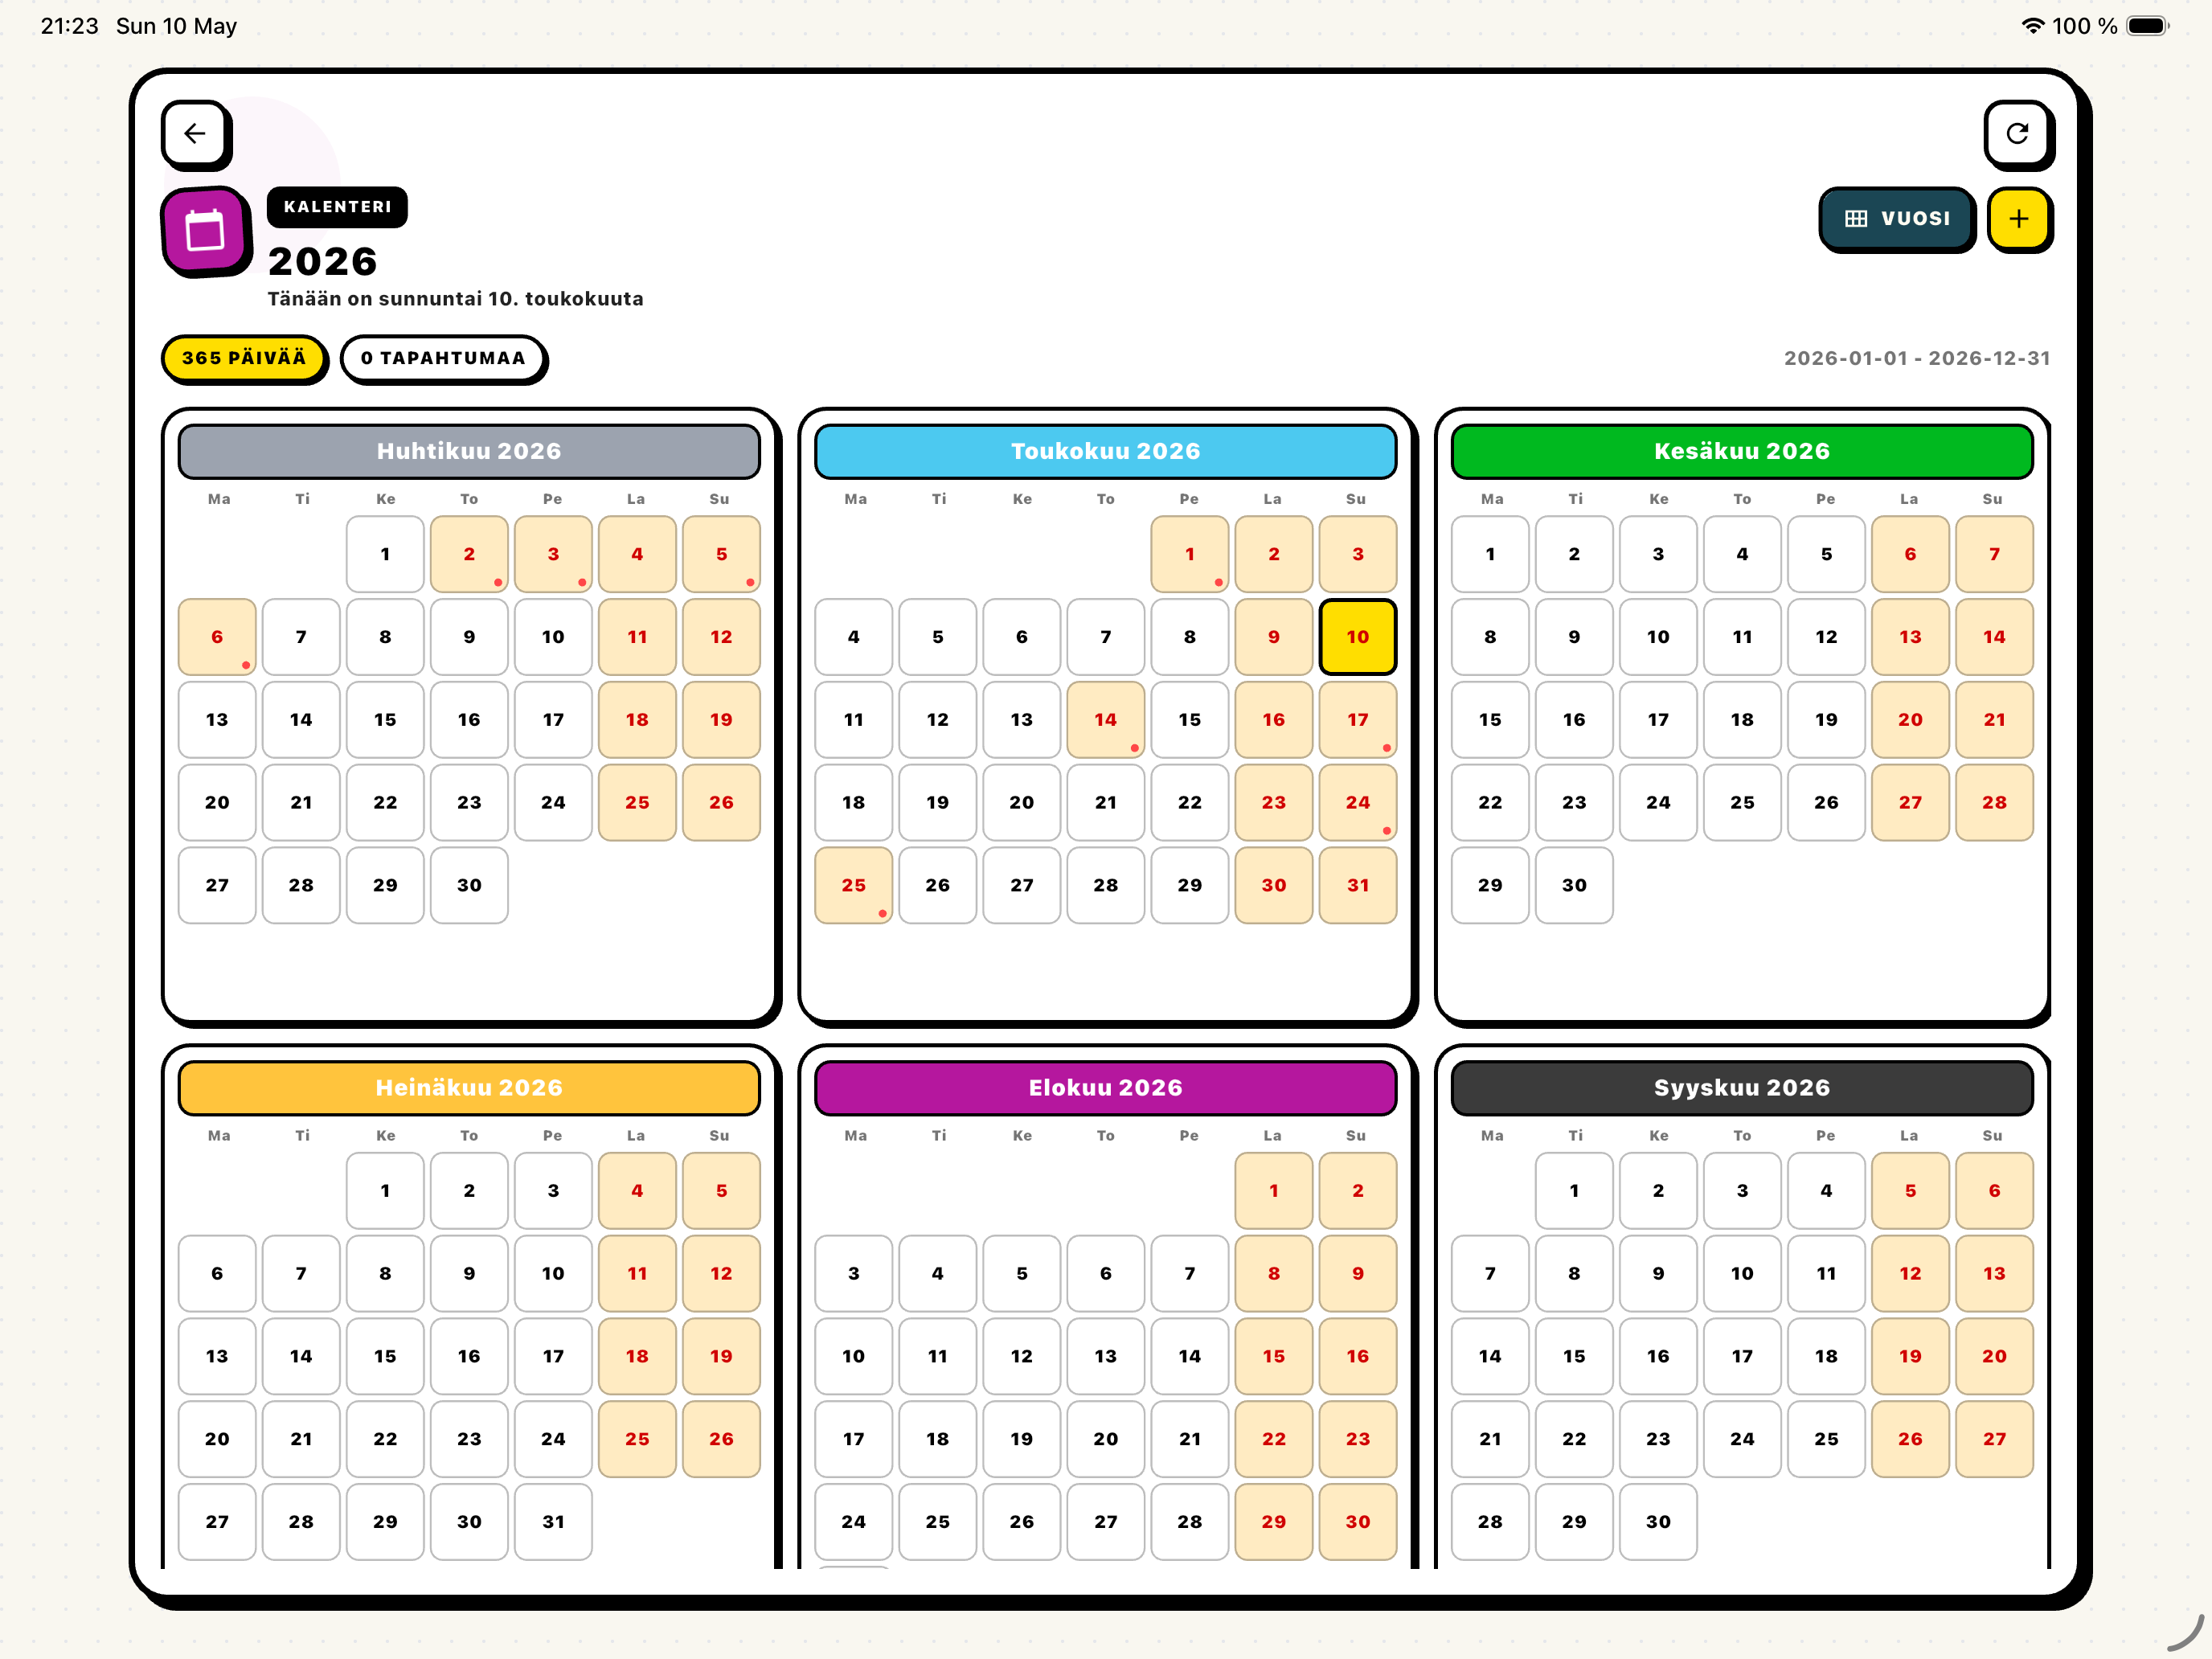 21:23 Sun 10 May
100 %
KALENTERI
VUOSI
2026
Tänään on sunnuntai 10. toukokuuta
365 PÄIVÄÄ 0 TAPAHTUMAA
2026-01-01 - 2026-12-31
Huhtikuu 2026
Ma Ti Ke To Pe La Su
1 2 3 4 5
6 7 8 9 10 11 12
13 14 15 16 17 18 19
20 21 22 23 24 25 26
27 28 29 30
Toukokuu 2026
Ma Ti Ke To Pe La Su
1 2 3
4 5 6 7 8 9 10
11 12 13 14 15 16 17
18 19 20 21 22 23 24
25 26 27 28 29 30 31
Kesäkuu 2026
Ma Ti Ke To Pe La Su
1 2 3 4 5 6 7
8 9 10 11 12 13 14
15 16 17 18 19 20 21
22 23 24 25 26 27 28
29 30
Heinäkuu 2026
Ma Ti Ke To Pe La Su
1 2 3 4 5
6 7 8 9 10 11 12
13 14 15 16 17 18 19
20 21 22 23 24 25 26
27 28 29 30 31
Elokuu 2026
Ma Ti Ke To Pe La Su
1 2
3 4 5 6 7 8 9
10 11 12 13 14 15 16
17 18 19 20 21 22 23
24 25 26 27 28 29 30
Syyskuu 2026
Ma Ti Ke To Pe La Su
1 2 3 4 5 6
7 8 9 10 11 12 13
14 15 16 17 18 19 20
21 22 23 24 25 26 27
28 29 30